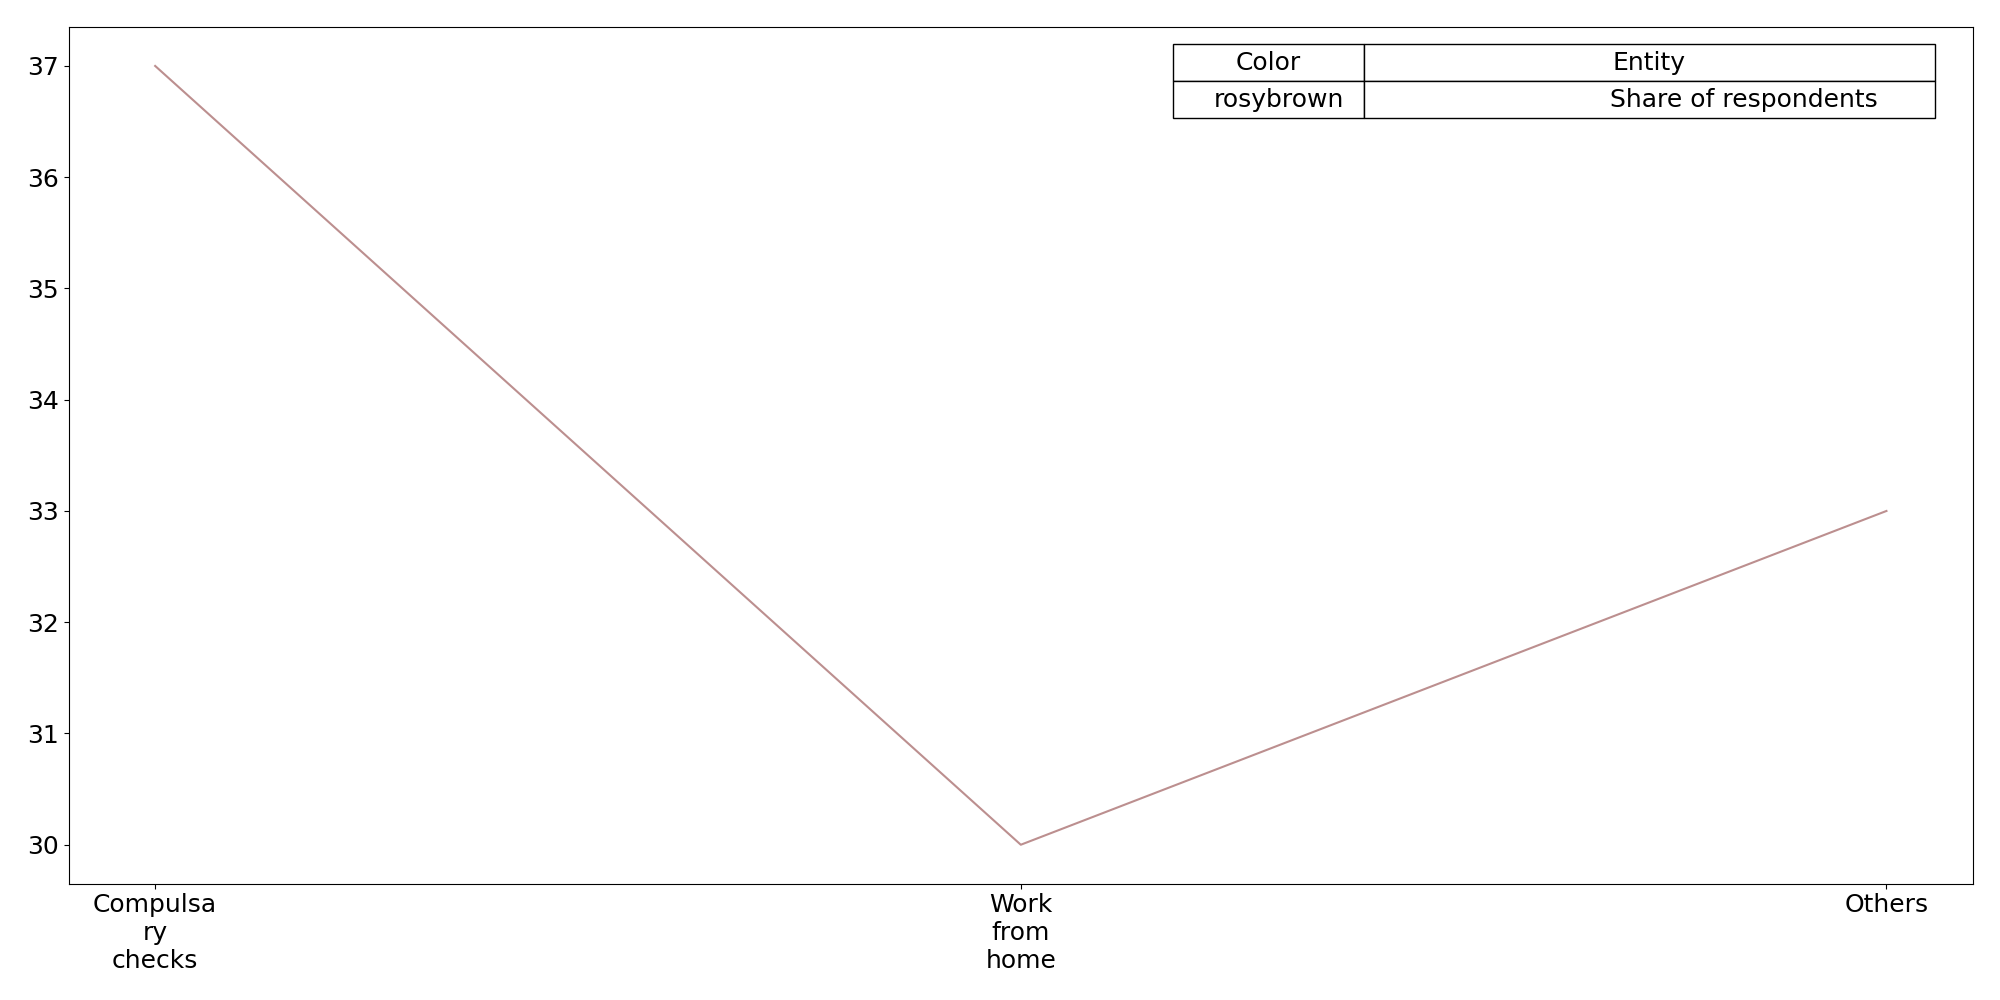 Color Entity
rosybrown Share of respondents
37
36
35
34
33
32
31
30
Compulsa
ry
checks
Work
from
home
Others